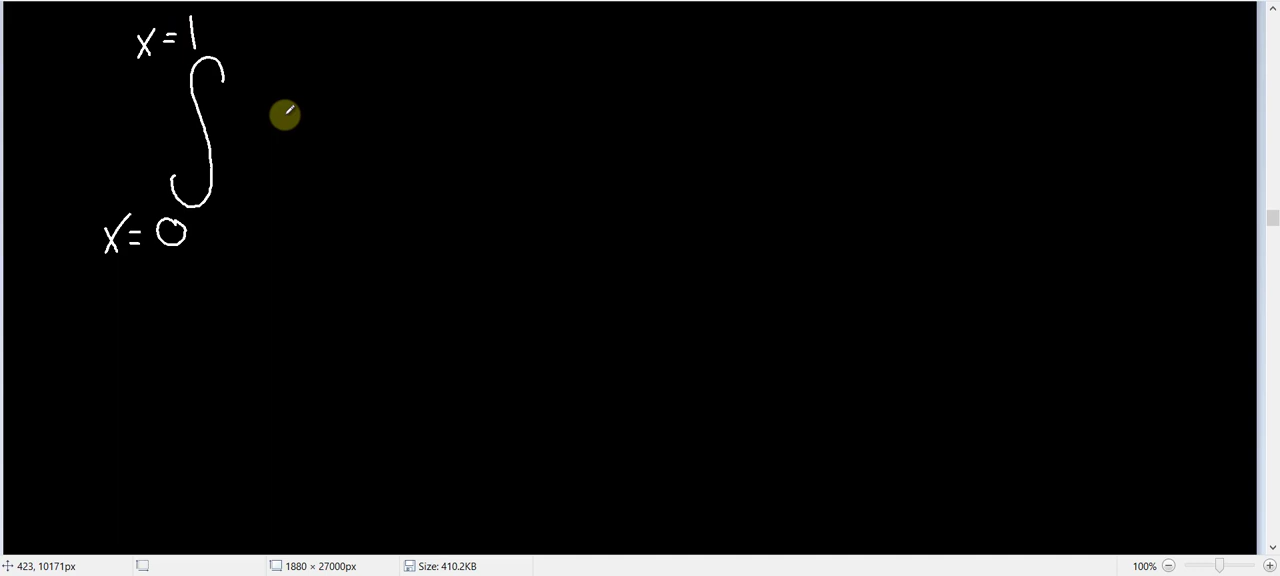 x = 1
∫
x = 0
423, 10171px
1880 × 27000px
Size: 410.2KB
100%